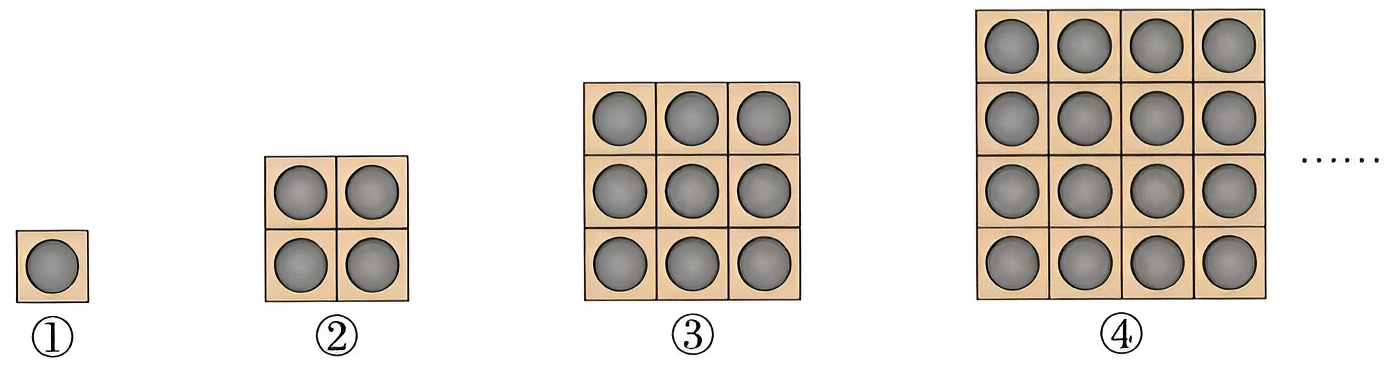 ① ② ③ ④ ……